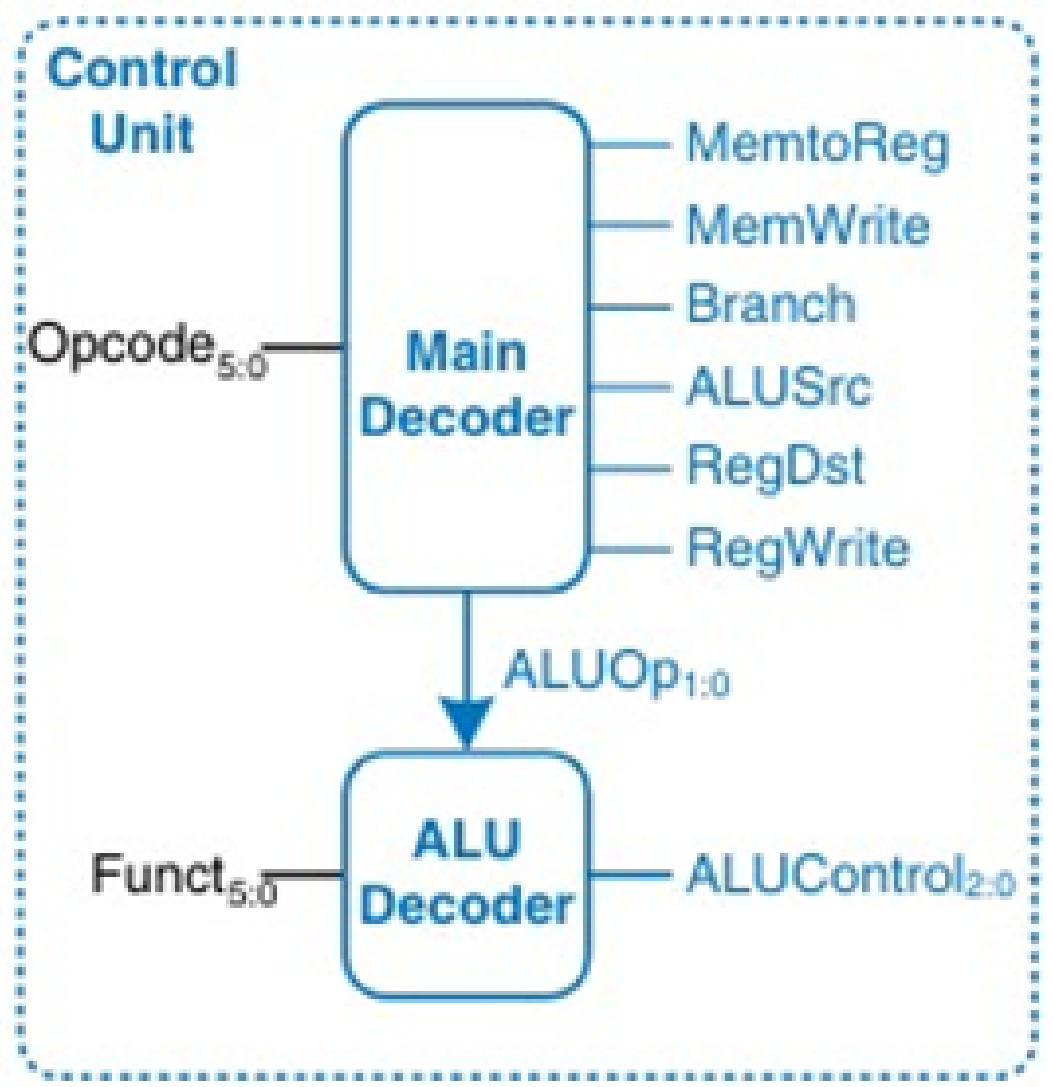 Control
Unit
MemtoReg
MemWrite
Branch
Opcode5:0
Main
Decoder
ALUSrc
RegDst
RegWrite
ALUOp1:0
ALU
Decoder
Funct5:0
ALUControl2:0